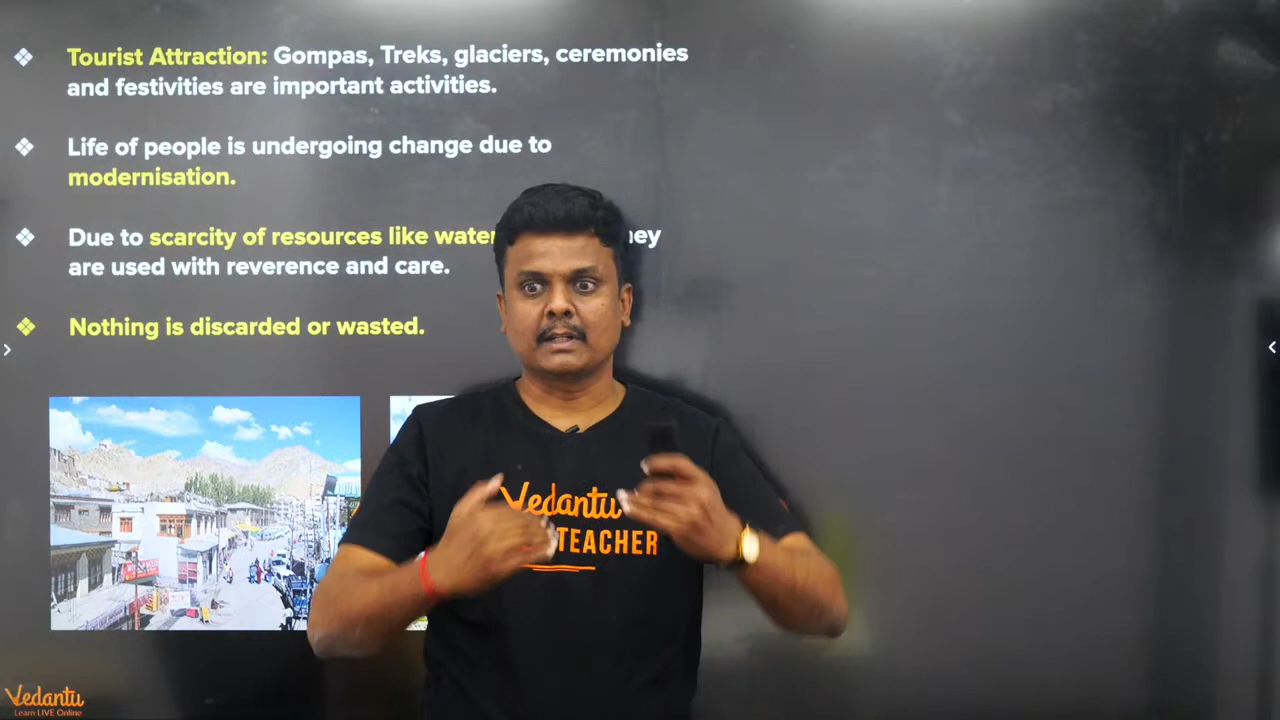 Tourist Attraction: Gompas, Treks, glaciers, ceremonies
and festivities are important activities.
Life of people is undergoing change due to
modernisation.
Due to scarcity of resources like water
are used with reverence and care.
Nothing is discarded or wasted.
Vedantu
TEACHER
Vedantu
Learn LIVE Online